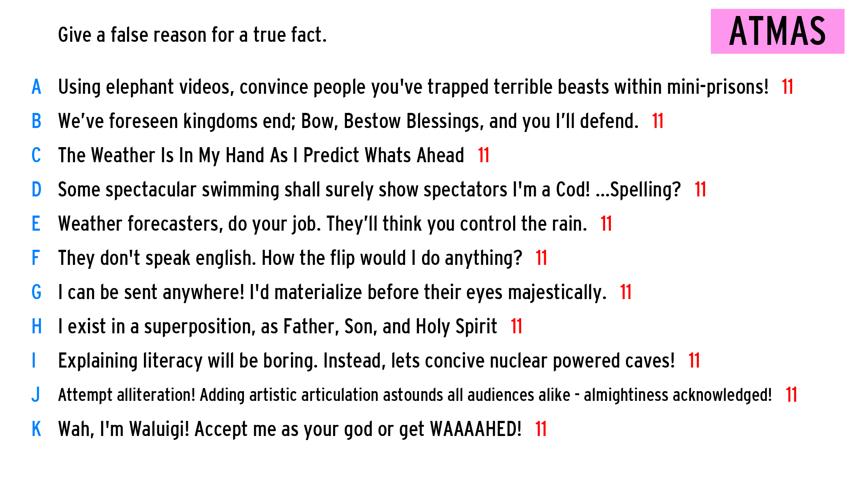 Give a false reason for a true fact.
ATMAS
A Using elephant videos, convince people you've trapped terrible beasts within mini-prisons! 11
B We've foreseen kingdoms end; Bow, Bestow Blessings, and you I'll defend. 11
C The Weather Is In My Hand As I Predict Whats Ahead 11
D Some spectacular swimming shall surely show spectators I'm a Cod! ...Spelling? 11
E Weather forecasters, do your job. They'll think you control the rain. 11
F They don't speak english. How the flip would I do anything? 11
G I can be sent anywhere! I'd materialize before their eyes majestically. 11
H I exist in a superposition, as Father, Son, and Holy Spirit 11
I Explaining literacy will be boring. Instead, lets concive nuclear powered caves! 11
J Attempt alliteration! Adding artistic articulation astounds all audiences alike - almightiness acknowledged! 11
K Wah, I'm Waluigi! Accept me as your god or get WAAAAHED! 11